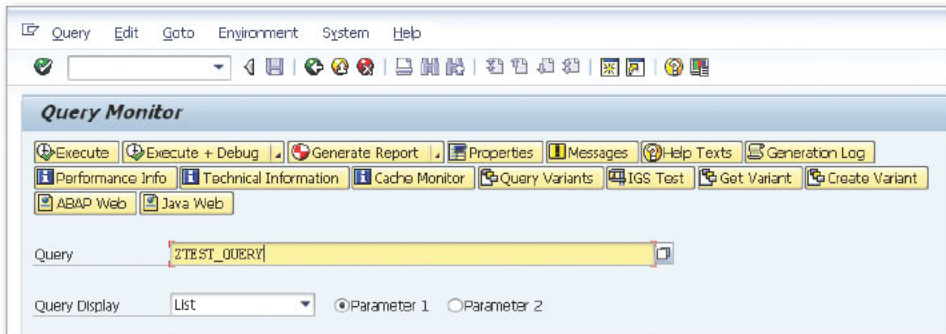 Query Edit Goto Environment System Help
Query Monitor
Execute Execute + Debug Generate Report Properties Messages Help Texts Generation Log
Performance Info Technical Information Cache Monitor Query Variants IGS Test Get Variant Create Variant
ABAP Web Java Web
Query ZTEST_QUERY
Query Display List Parameter 1 Parameter 2